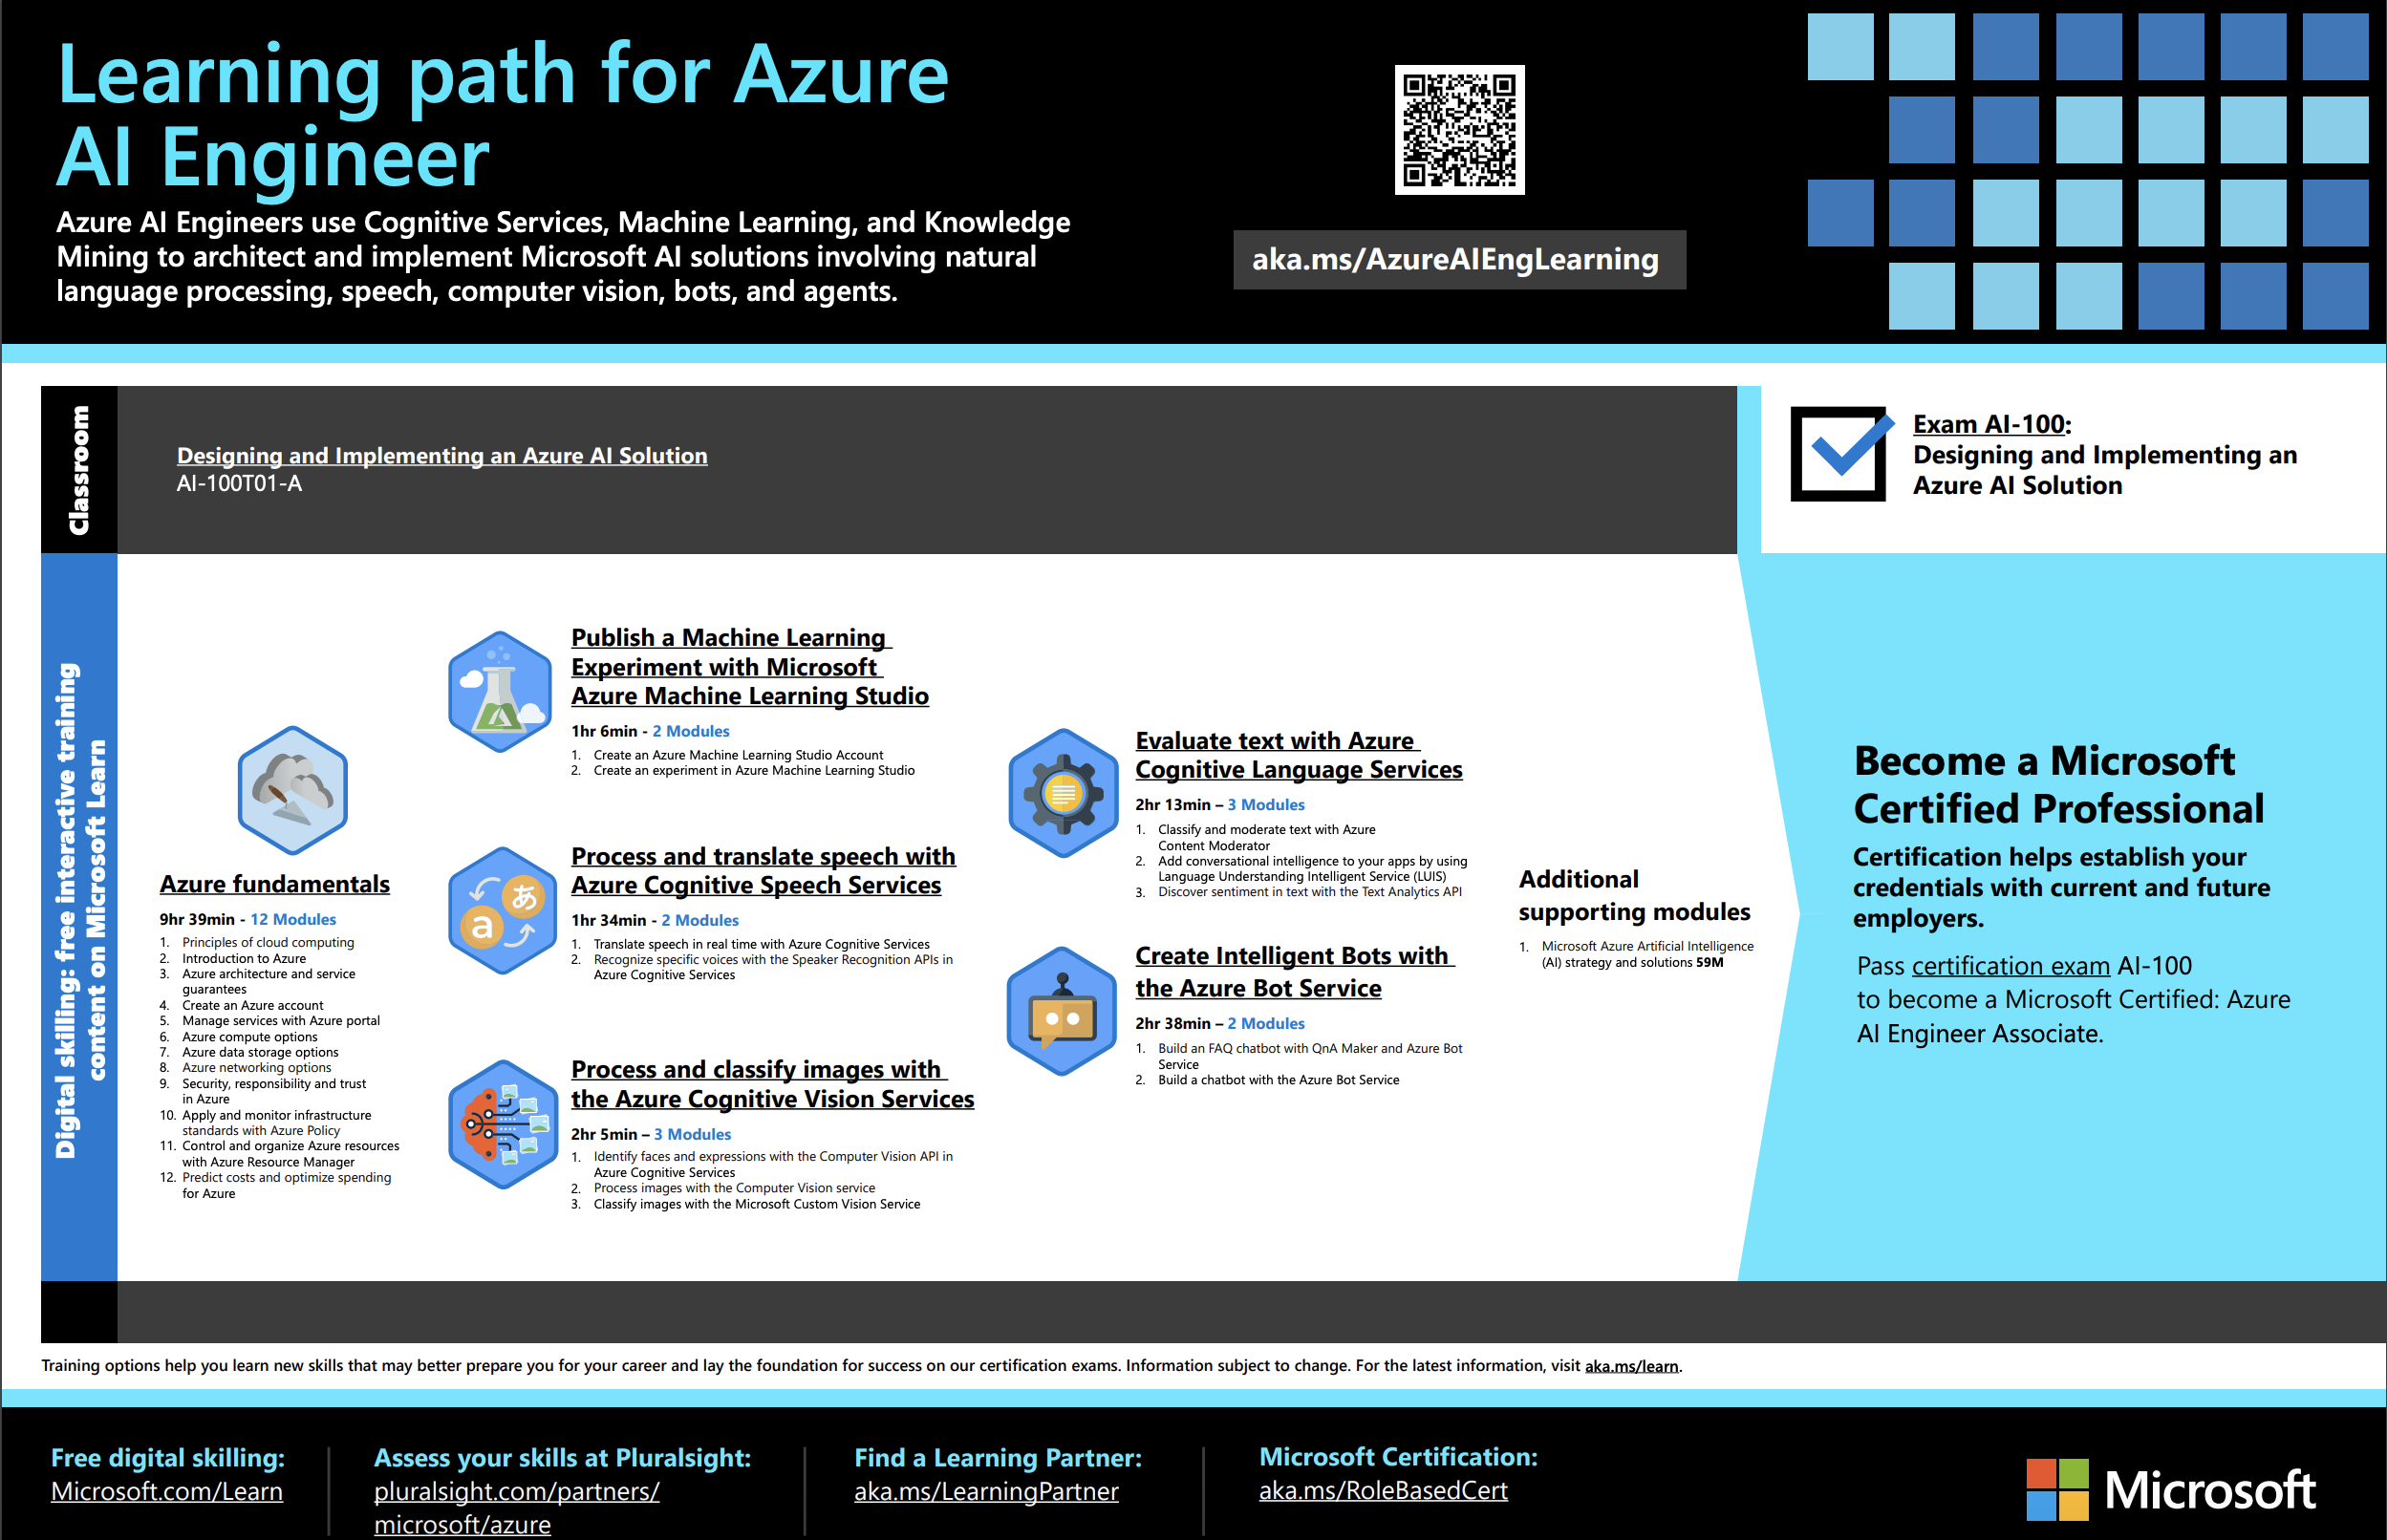 Learning path for Azure
AI Engineer
Azure AI Engineers use Cognitive Services, Machine Learning, and Knowledge
Mining to architect and implement Microsoft AI solutions involving natural
language processing, speech, computer vision, bots, and agents.
aka.ms/AzureAIEngLearning
Classroom
Designing and Implementing an Azure AI Solution
AI-100T01-A
Exam AI-100:
Designing and Implementing an
Azure AI Solution
Digital skilling: free interactive training
content on Microsoft Learn
Azure fundamentals
9hr 39min - 12 Modules
1. Principles of cloud computing
2. Introduction to Azure
3. Azure architecture and service
guarantees
4. Create an Azure account
5. Manage services with Azure portal
6. Azure compute options
7. Azure data storage options
8. Azure networking options
9. Security, responsibility and trust
in Azure
10. Apply and monitor infrastructure
standards with Azure Policy
11. Control and organize Azure resources
with Azure Resource Manager
12. Predict costs and optimize spending
for Azure
Publish a Machine Learning
Experiment with Microsoft
Azure Machine Learning Studio
1hr 6min - 2 Modules
1. Create an Azure Machine Learning Studio Account
2. Create an experiment in Azure Machine Learning Studio
あ
a
Process and translate speech with
Azure Cognitive Speech Services
1hr 34min - 2 Modules
1. Translate speech in real time with Azure Cognitive Services
2. Recognize specific voices with the Speaker Recognition APIs in
Azure Cognitive Services
Process and classify images with
the Azure Cognitive Vision Services
2hr 5min – 3 Modules
1. Identify faces and expressions with the Computer Vision API in
Azure Cognitive Services
2. Process images with the Computer Vision service
3. Classify images with the Microsoft Custom Vision Service
Evaluate text with Azure
Cognitive Language Services
2hr 13min – 3 Modules
1. Classify and moderate text with Azure
Content Moderator
2. Add conversational intelligence to your apps by using
Language Understanding Intelligent Service (LUIS)
3. Discover sentiment in text with the Text Analytics API
Create Intelligent Bots with
the Azure Bot Service
2hr 38min – 2 Modules
1. Build an FAQ chatbot with QnA Maker and Azure Bot
Service
2. Build a chatbot with the Azure Bot Service
Additional
supporting modules
1. Microsoft Azure Artificial Intelligence
(AI) strategy and solutions 59M
Become a Microsoft
Certified Professional
Certification helps establish your
credentials with current and future
employers.
Pass certification exam AI-100
to become a Microsoft Certified: Azure
AI Engineer Associate.
Training options help you learn new skills that may better prepare you for your career and lay the foundation for success on our certification exams. Information subject to change. For the latest information, visit aka.ms/learn.
Free digital skilling:
Microsoft.com/Learn
Assess your skills at Pluralsight:
pluralsight.com/partners/
microsoft/azure
Find a Learning Partner:
aka.ms/LearningPartner
Microsoft Certification:
aka.ms/RoleBasedCert
Microsoft